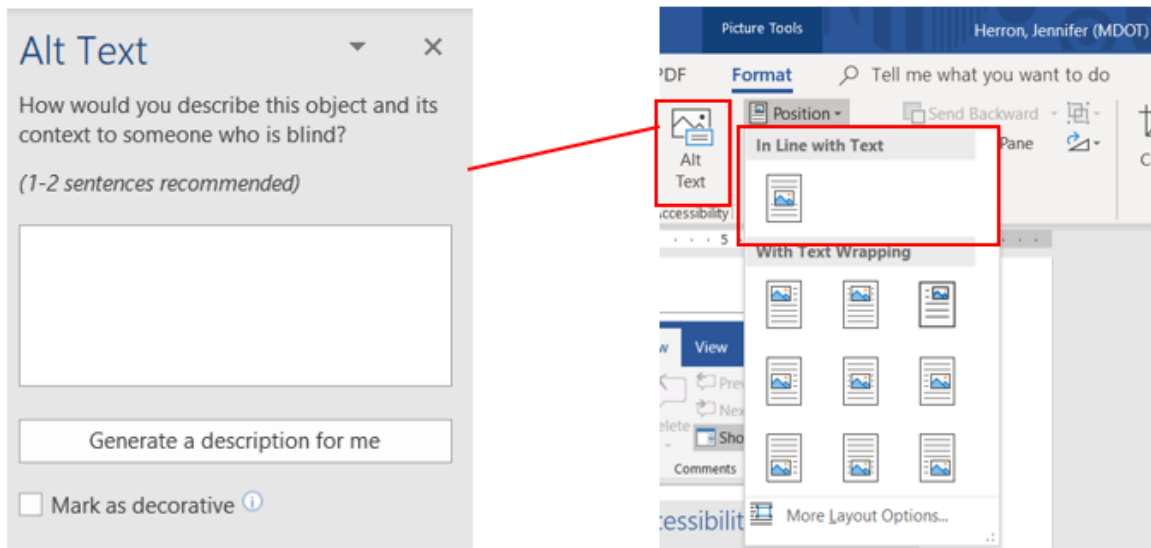 Alt Text
How would you describe this object and its
context to someone who is blind?
(1-2 sentences recommended)
Generate a description for me
Mark as decorative
Picture Tools
Herron, Jennifer (MDOT)
PDF
Format
Tell me what you want to do
Alt
Text
Accessibility
Position
Send Backward
Pane
In Line with Text
5
With Text Wrapping
View
Comments
More Layout Options...